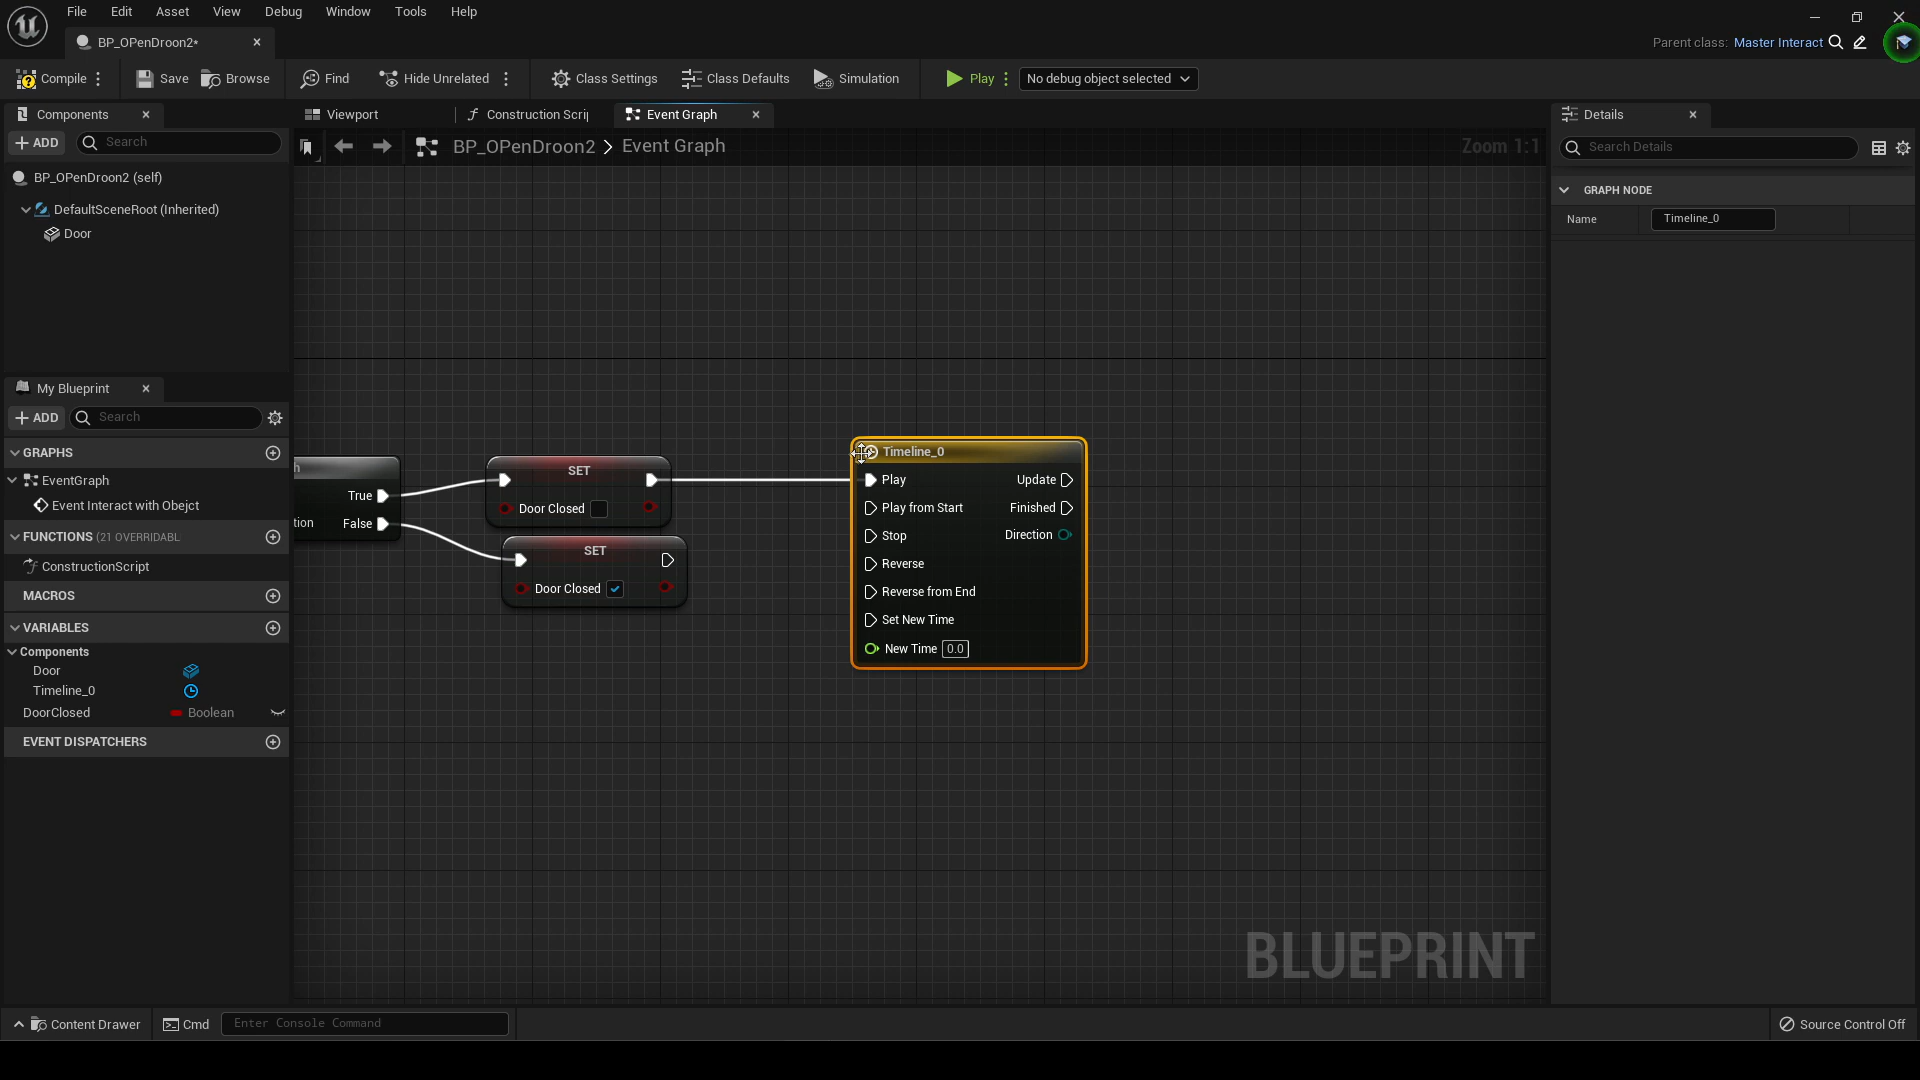 File Edit Asset View Debug Window Tools Help
BP_OPenDroon2*
Parent class: Master Interact
Compile Save Browse Find Hide Unrelated Class Settings Class Defaults Simulation Play No debug object selected
Components
ADD Search
BP_OPenDroon2 (self)
DefaultSceneRoot (Inherited)
Door
My Blueprint
ADD Search
GRAPHS
EventGraph
Event Interact with Obejct
FUNCTIONS (21 OVERRIDABL
ConstructionScript
MACROS
VARIABLES
Components
Door
Timeline_0
DoorClosed Boolean
EVENT DISPATCHERS
Viewport Construction Scrip Event Graph
BP_OPenDroon2 > Event Graph Zoom 1:1
h
True
tion False
SET
Door Closed
SET
Door Closed
Timeline_0
Play Update
Play from Start Finished
Stop Direction
Reverse
Reverse from End
Set New Time
New Time 0.0
BLUEPRINT
Details
Search Details
GRAPH NODE
Name Timeline_0
Content Drawer Cmd Enter Console Command Source Control Off